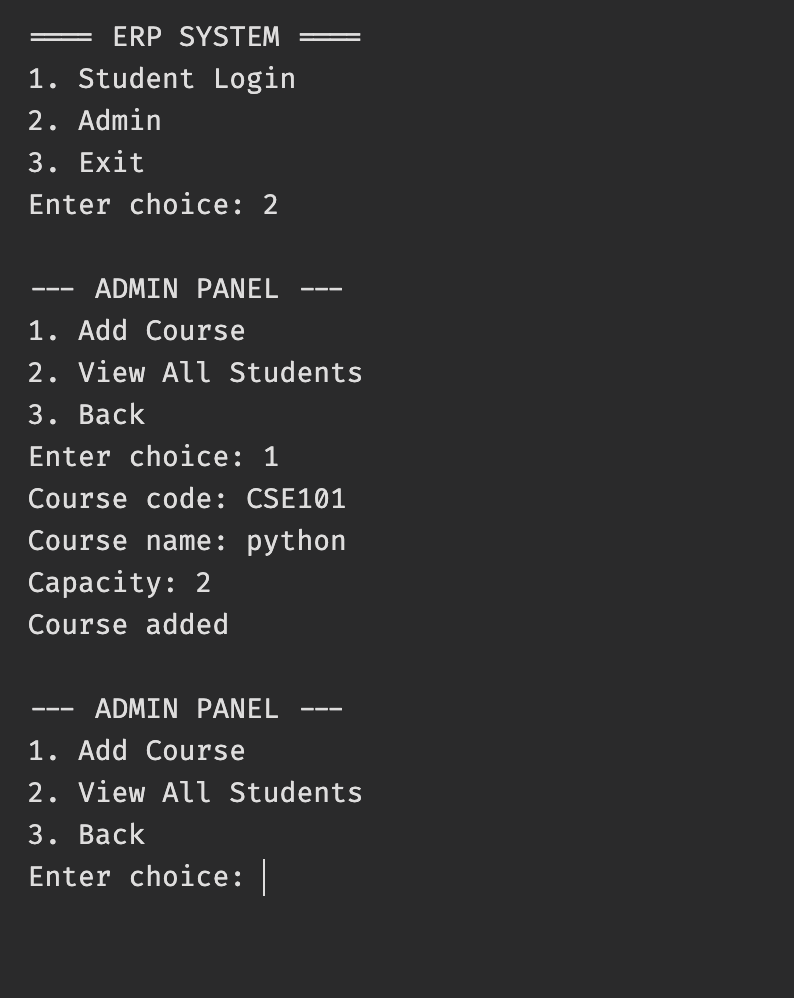 ==== ERP SYSTEM ====
1. Student Login
2. Admin
3. Exit
Enter choice: 2
--- ADMIN PANEL ---
1. Add Course
2. View All Students
3. Back
Enter choice: 1
Course code: CSE101
Course name: python
Capacity: 2
Course added
--- ADMIN PANEL ---
1. Add Course
2. View All Students
3. Back
Enter choice: